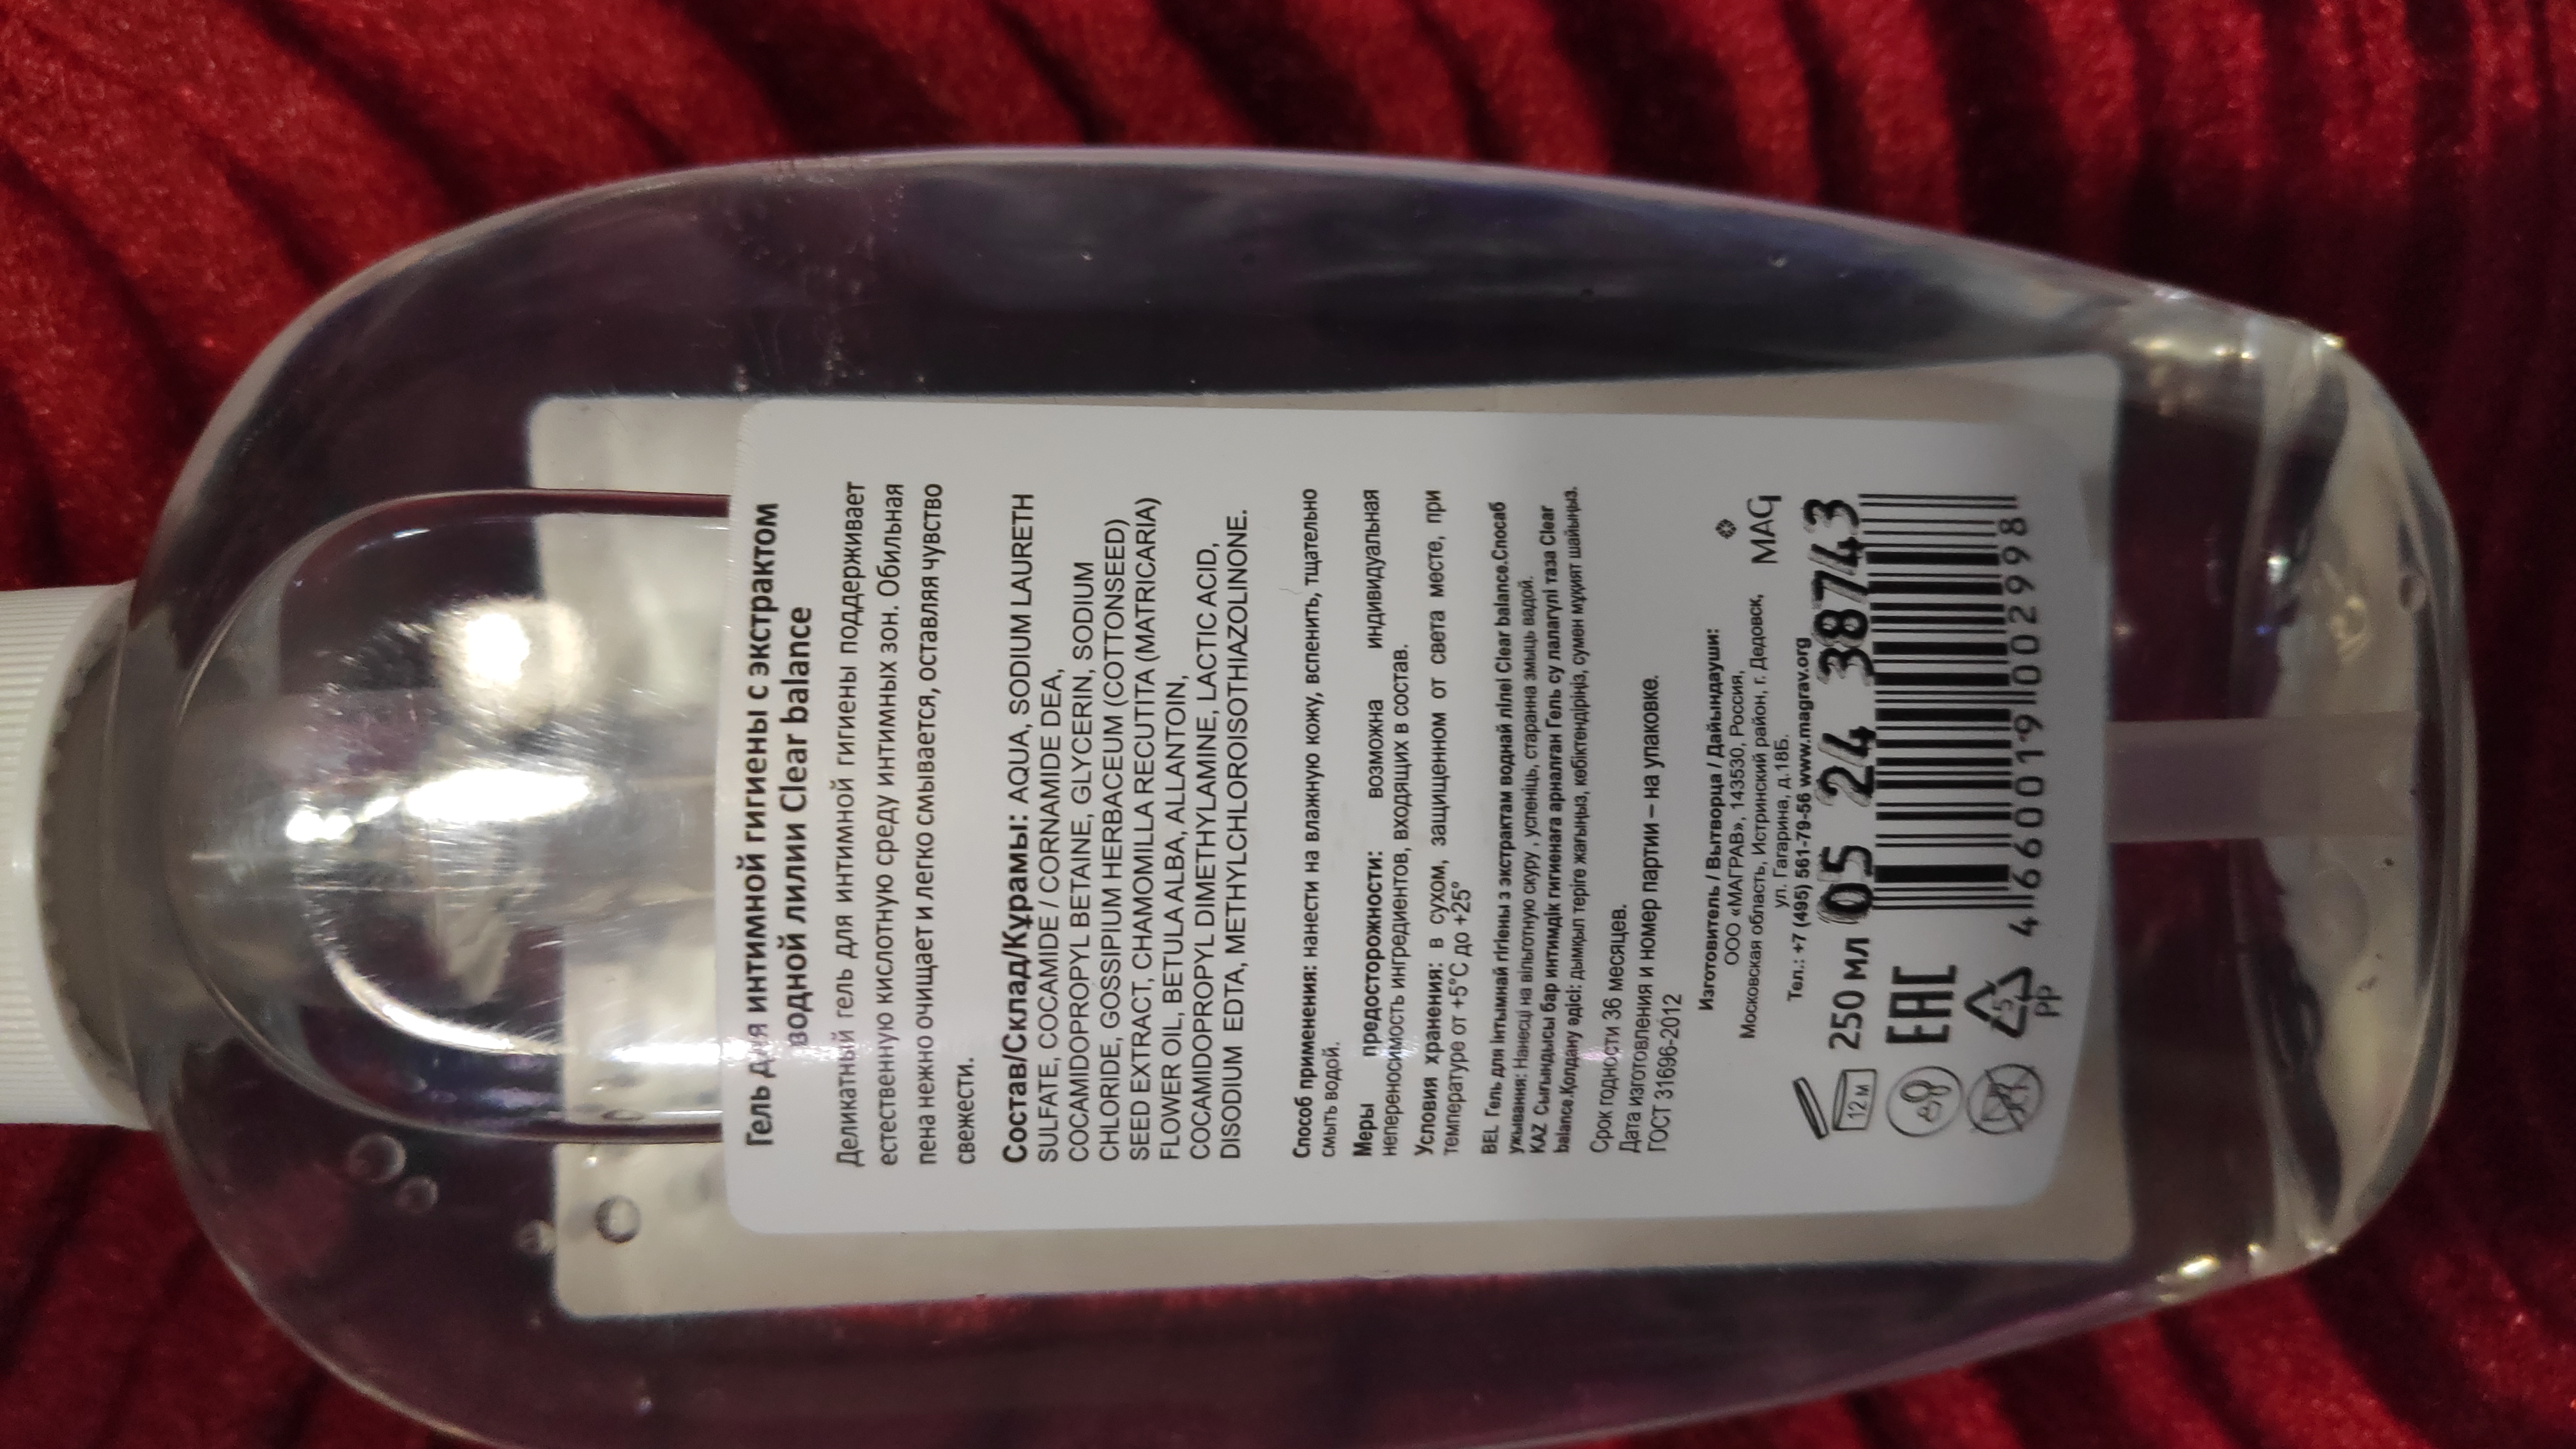 Гель для интимной гигиены с экстрактом
водной лилии Clear balance
Деликатный гель для интимной гигиены поддерживает
естественную кислотную среду интимных зон. Обильная
пена нежно очищает и легко смывается, оставляя чувство
свежести.
Состав/Склад/Құрамы: AQUA, SODIUM LAURETH
SULFATE, COCAMIDE / CORNAMIDE DEA,
COCAMIDOPROPYL BETAINE, GLYCERIN, SODIUM
CHLORIDE, GOSSIPIUM HERBACEUM (COTTONSEED)
SEED EXTRACT, CHAMOMILLA RECUTITA (MATRICARIA)
FLOWER OIL, BETULA ALBA, ALLANTOIN,
COCAMIDOPROPYL DIMETHYLAMINE, LACTIC ACID,
DISODIUM EDTA, METHYLCHLOROISOTHIAZOLINONE.
Способ применения: нанести на влажную кожу, вспенить, тщательно
смыть водой.
Меры предосторожности: возможна индивидуальная
непереносимость ингредиентов, входящих в состав.
Условия хранения: в сухом, защищенном от света месте, при
температуре от +5°С до +25°
BEL Гель для інтымнай гігіены з экстрактам воднай лілеі Clear balance.Спосаб
ужывання: Нанесці на вільготную скуру , успеніць, старанна змыць вадой.
KAZ Сығындысы бар интимдік гигиенаға арналған Гель су лалагүлі таза Clear
balance.Қолдану әдісі: дымқыл теріге жағыңыз, көбіктендіріңіз, сумен мұқият шайыңыз.
Срок годности 36 месяцев.
Дата изготовления и номер партии – на упаковке.
ГОСТ 31696-2012
Изготовитель / Вытворца / Дайындауши:
ООО «МАГРАВ», 143530, Россия,
Московская область, Истринский район, г. Дедовск,
ул. Гагарина, д.18Б.
Тел.: +7 (495) 561-79-56 www.magrav.org
MAG
250 мл 05 24 38743
12 м
EAC
5
PP
4 660019 002998